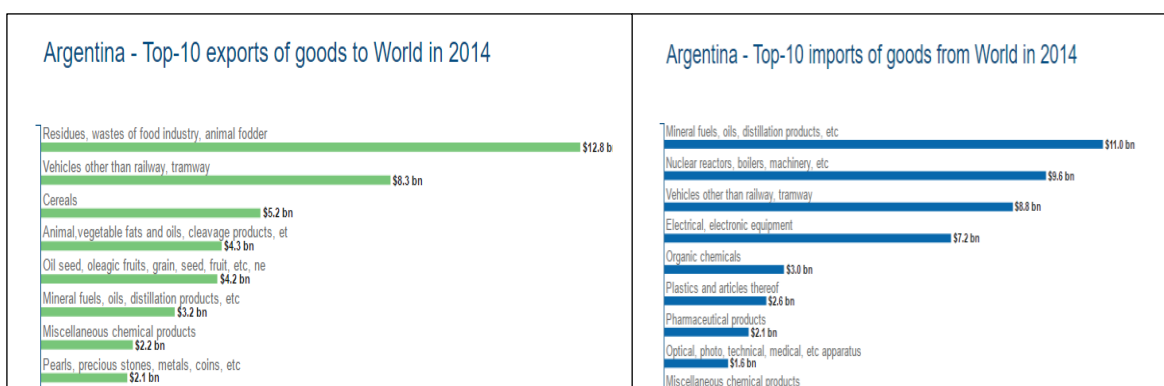 Argentina - Top-10 exports of goods to World in 2014
Residues, wastes of food industry, animal fodder
$12.8 b
Vehicles other than railway, tramway
$8.3 bn
Cereals
$5.2 bn
Animal,vegetable fats and oils, cleavage products, et
$4.3 bn
Oil seed, oleagic fruits, grain, seed, fruit, etc, ne
$4.2 bn
Mineral fuels, oils, distillation products, etc
$3.2 bn
Miscellaneous chemical products
$2.2 bn
Pearls, precious stones, metals, coins, etc
$2.1 bn
Argentina - Top-10 imports of goods from World in 2014
Mineral fuels, oils, distillation products, etc
$11.0 bn
Nuclear reactors, boilers, machinery, etc
$9.6 bn
Vehicles other than railway, tramway
$8.8 bn
Electrical, electronic equipment
$7.2 bn
Organic chemicals
$3.0 bn
Plastics and articles thereof
$2.6 bn
Pharmaceutical products
$2.1 bn
Optical, photo, technical, medical, etc apparatus
$1.6 bn
Miscellaneous chemical products